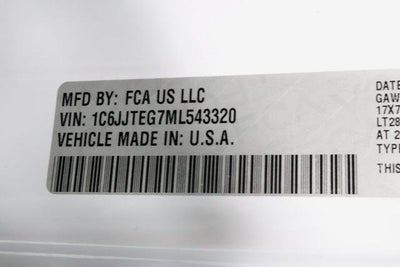 MFD BY: FCA US LLC
VIN: 1C6JJTEG7ML543320
VEHICLE MADE IN: U.S.A.
DATE
GAW
17X7
LT28
AT 2
TYPE
THIS